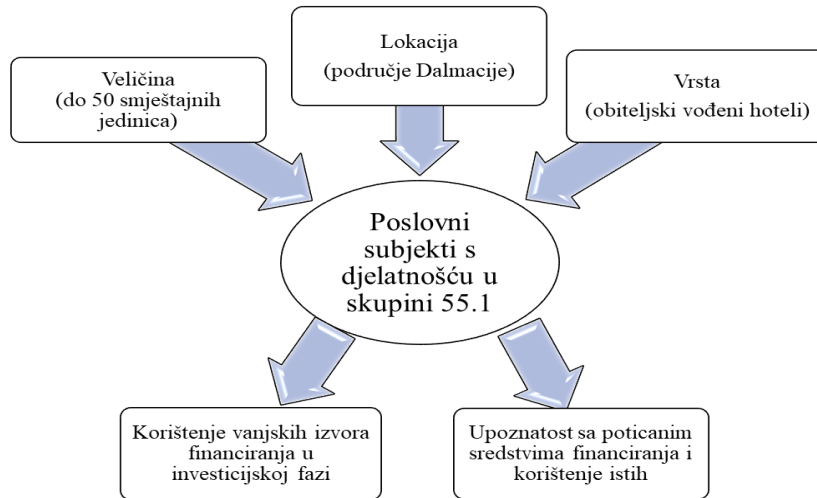 Veličina
(do 50 smještajnih
jedinica)
Lokacija
(područje Dalmacije)
Vrsta
(obiteljski vođeni hoteli)
Poslovni
subjekti s
djelatnošću u
skupini 55.1
Korištenje vanjskih izvora
financiranja u
investicijskoj fazi
Upoznatost sa poticanim
sredstvima financiranja i
korištenje istih